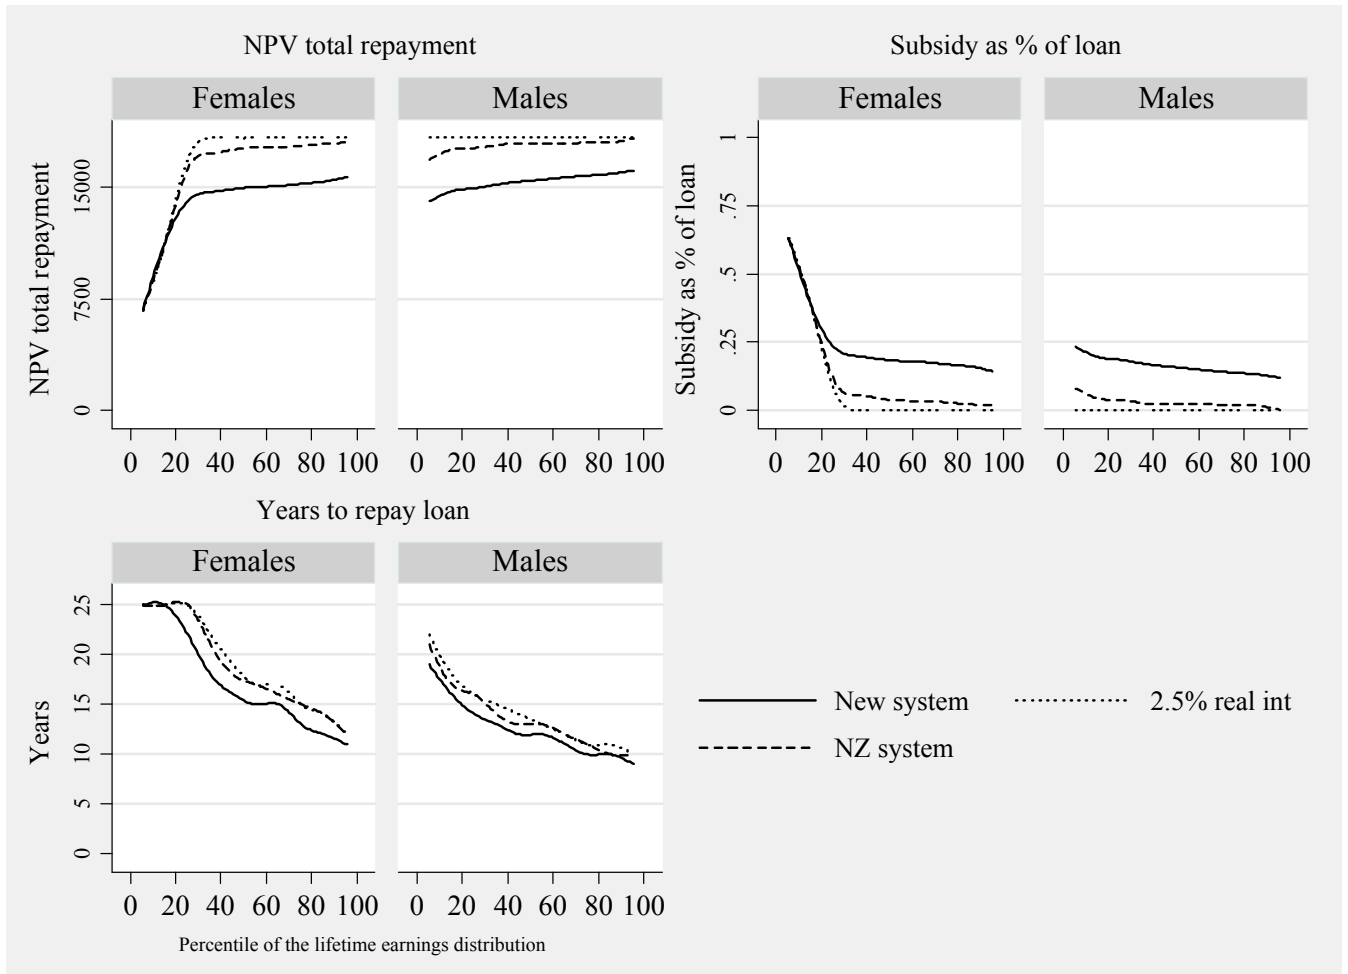 NPV total repayment
Females Males
NPV total repayment
15000
7500
0
0 20 40 60 80 100 0 20 40 60 80 100
Subsidy as % of loan
Females Males
Subsidy as % of loan
1
.75
.5
.25
0
0 20 40 60 80 100 0 20 40 60 80 100
Years to repay loan
Females Males
Years
25
20
15
10
5
0
0 20 40 60 80 100 0 20 40 60 80 100
Percentile of the lifetime earnings distribution
New system 2.5% real int
NZ system